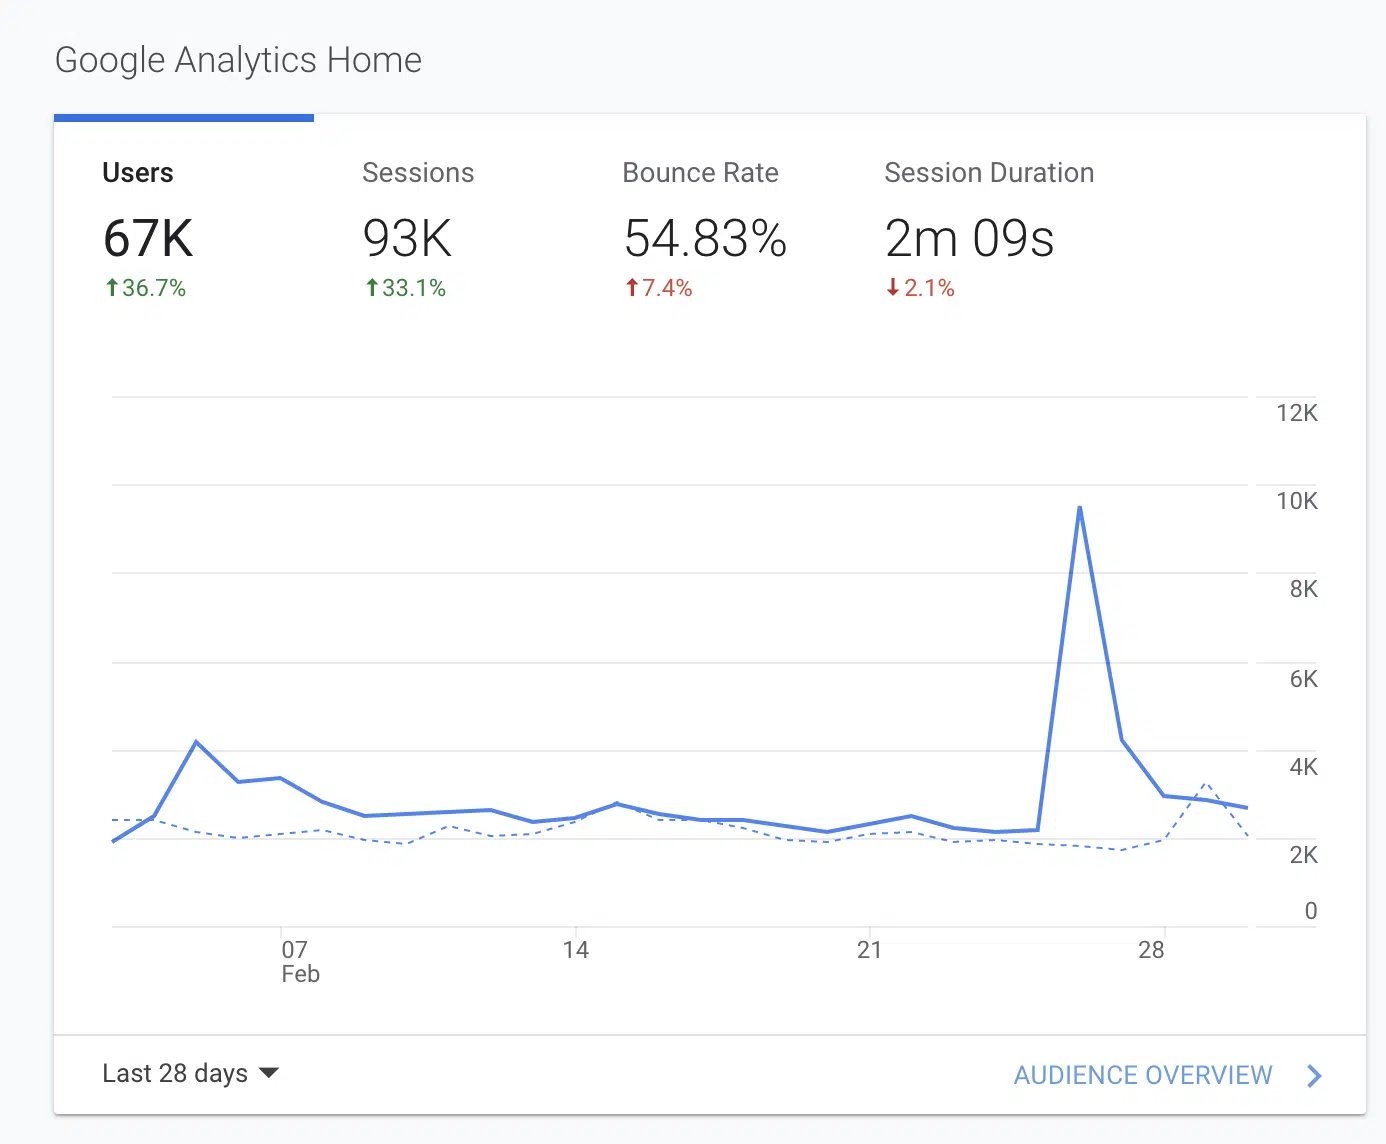 Google Analytics Home
Users Sessions Bounce Rate Session Duration
67K 93K 54.83% 2m 09s
↑36.7% ↑33.1% ↑7.4% ↓2.1%
12K
10K
8K
6K
4K
2K
0
07 14 21 28
Feb
Last 28 days AUDIENCE OVERVIEW